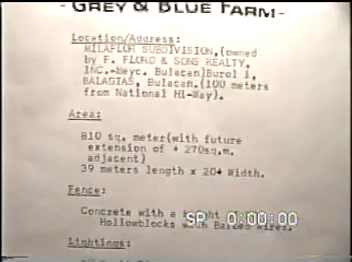 - GREY & BLUE FARM -
Location/Address:
MILAFLOR SUBDIVISION,(owned
by F. FLORO & SONS REALTY,
INC.-Meyc. Bulacan)Burol 1,
BALAGTAS, Bulacan.(100 meters
from National Hi-Way).
Area:
810 sq. meter(with future
extension of + 270sq.m.
adjacent)
39 meters length x 20+ Width.
Fence:
Concrete with a
Hollowblocks with Barbed wires.
SP 0:00:00
Lightings: